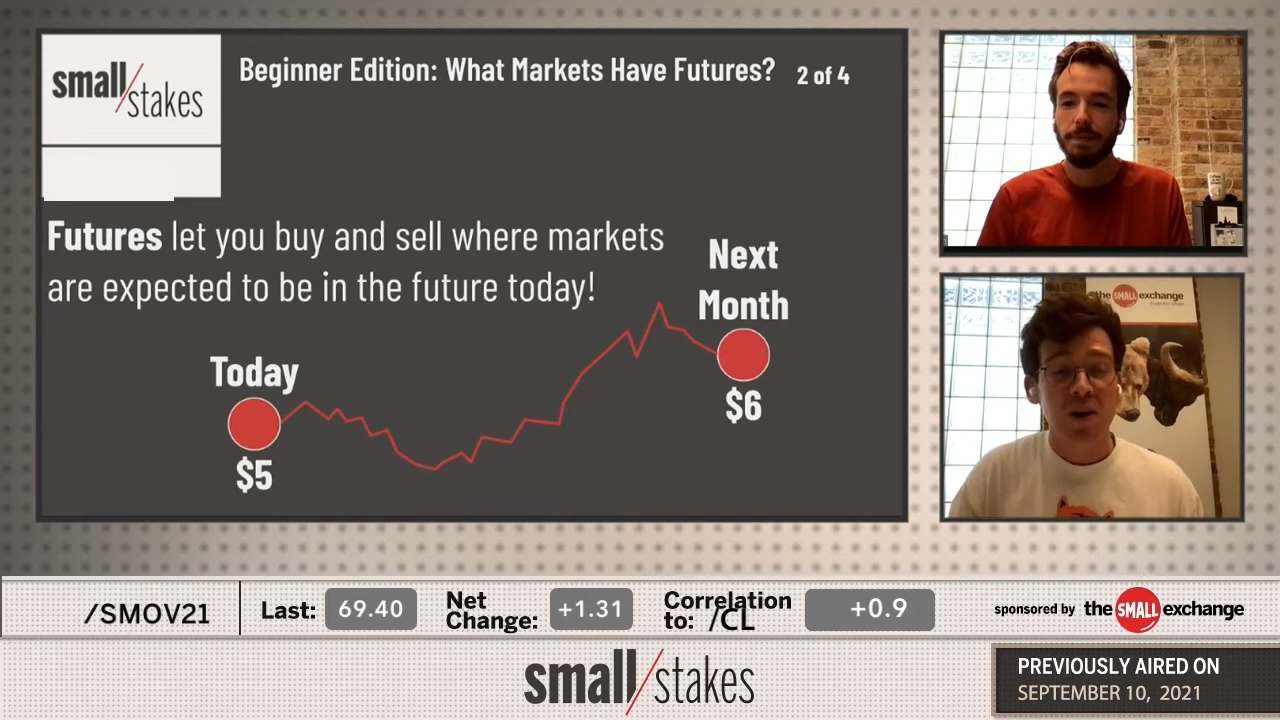 small/stakes
Beginner Edition: What Markets Have Futures?
2 of 4
Futures let you buy and sell where markets
are expected to be in the future today!
Next
Month
$6
Today
$5
the SMALL exchange
/SMOV21
Last:
69.40
Net
Change:
+1.31
Correlation
to: /CL
+0.9
sponsored by the SMALL exchange
small/stakes
PREVIOUSLY AIRED ON
SEPTEMBER 10, 2021